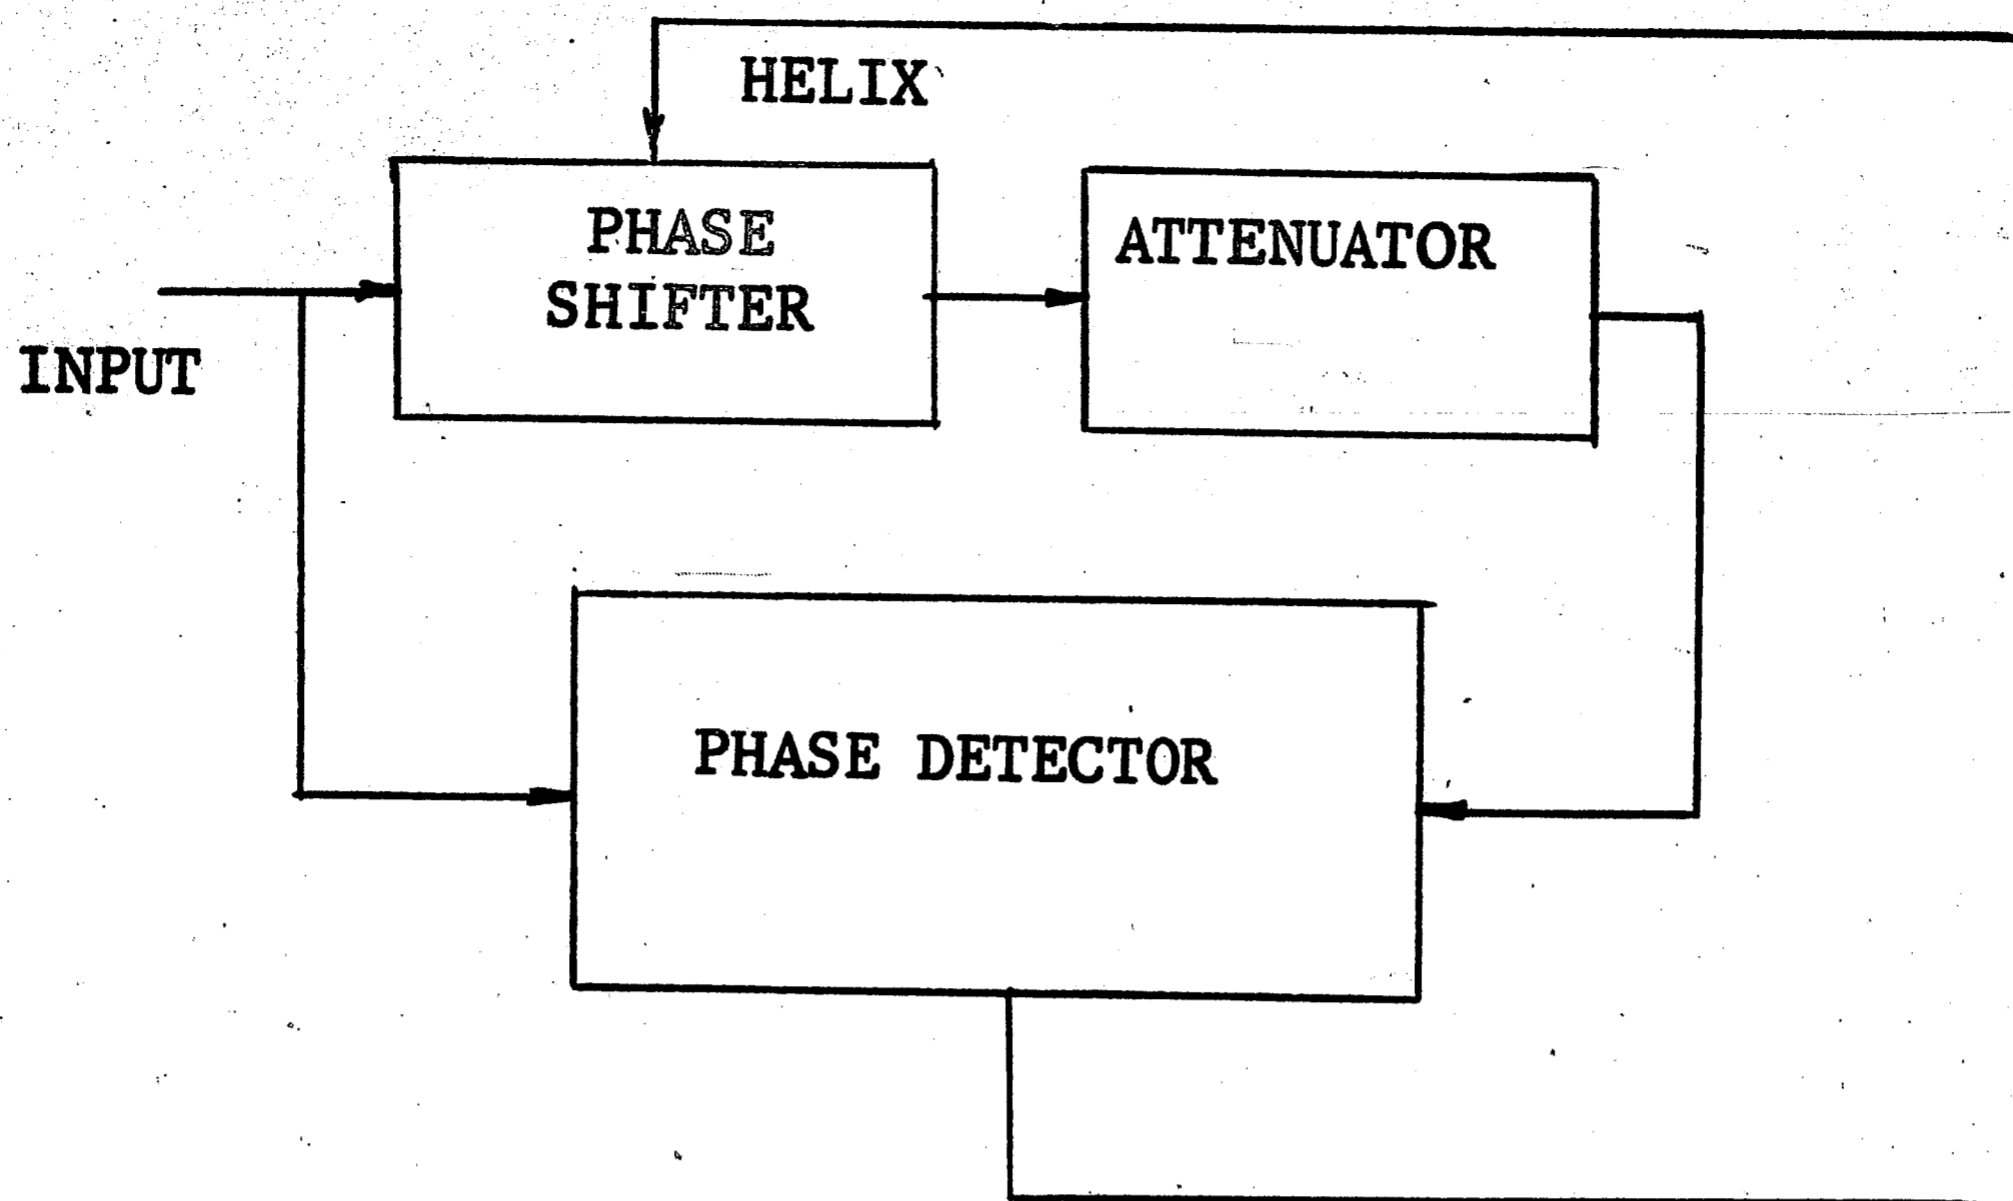 HELIX
PHASE
SHIFTER
ATTENUATOR
INPUT
PHASE DETECTOR